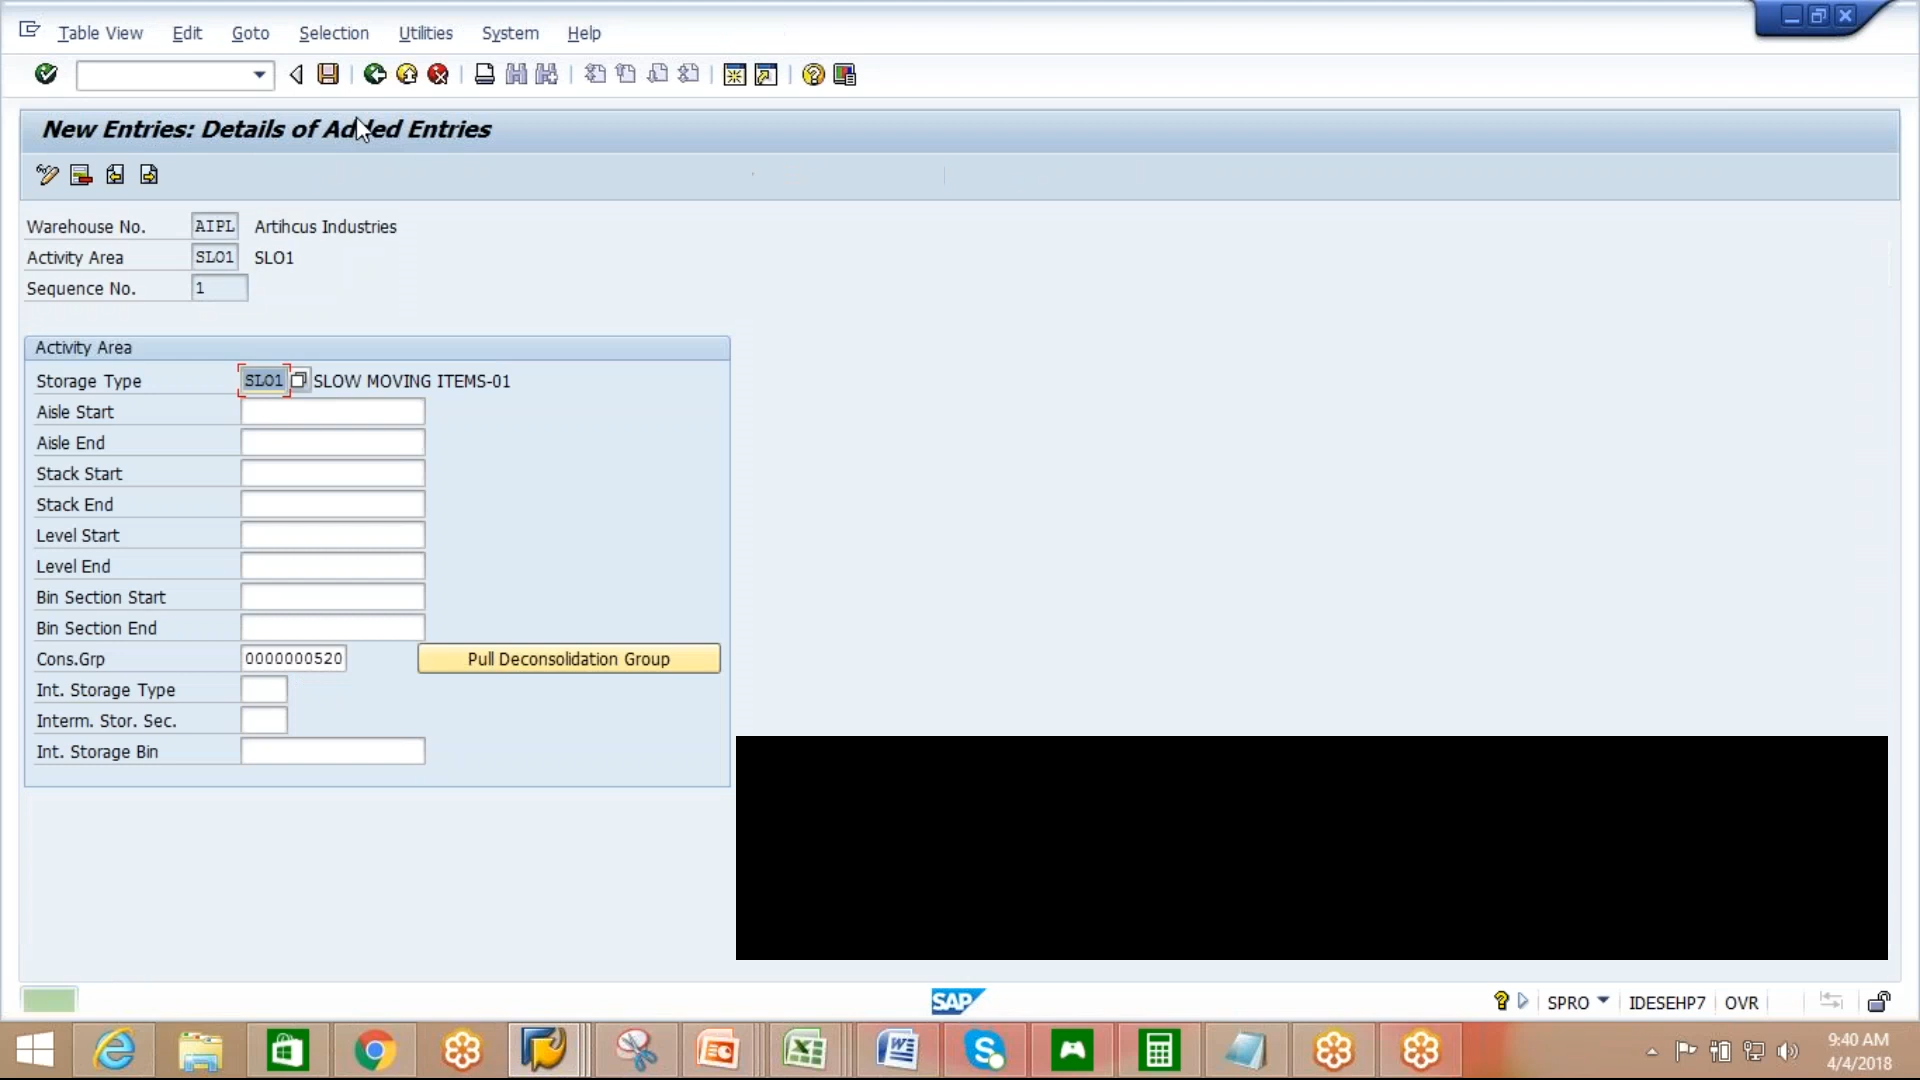 Table View Edit Goto Selection Utilities System Help
New Entries: Details of Added Entries
Warehouse No. AIPL Artihcus Industries
Activity Area SLO1 SLO1
Sequence No. 1
Activity Area
Storage Type SLO1 SLOW MOVING ITEMS-01
Aisle Start
Aisle End
Stack Start
Stack End
Level Start
Level End
Bin Section Start
Bin Section End
Cons.Grp 0000000520 Pull Deconsolidation Group
Int. Storage Type
Interm. Stor. Sec.
Int. Storage Bin
SAP SPRO IDESEHP7 OVR
9:40 AM
4/4/2018